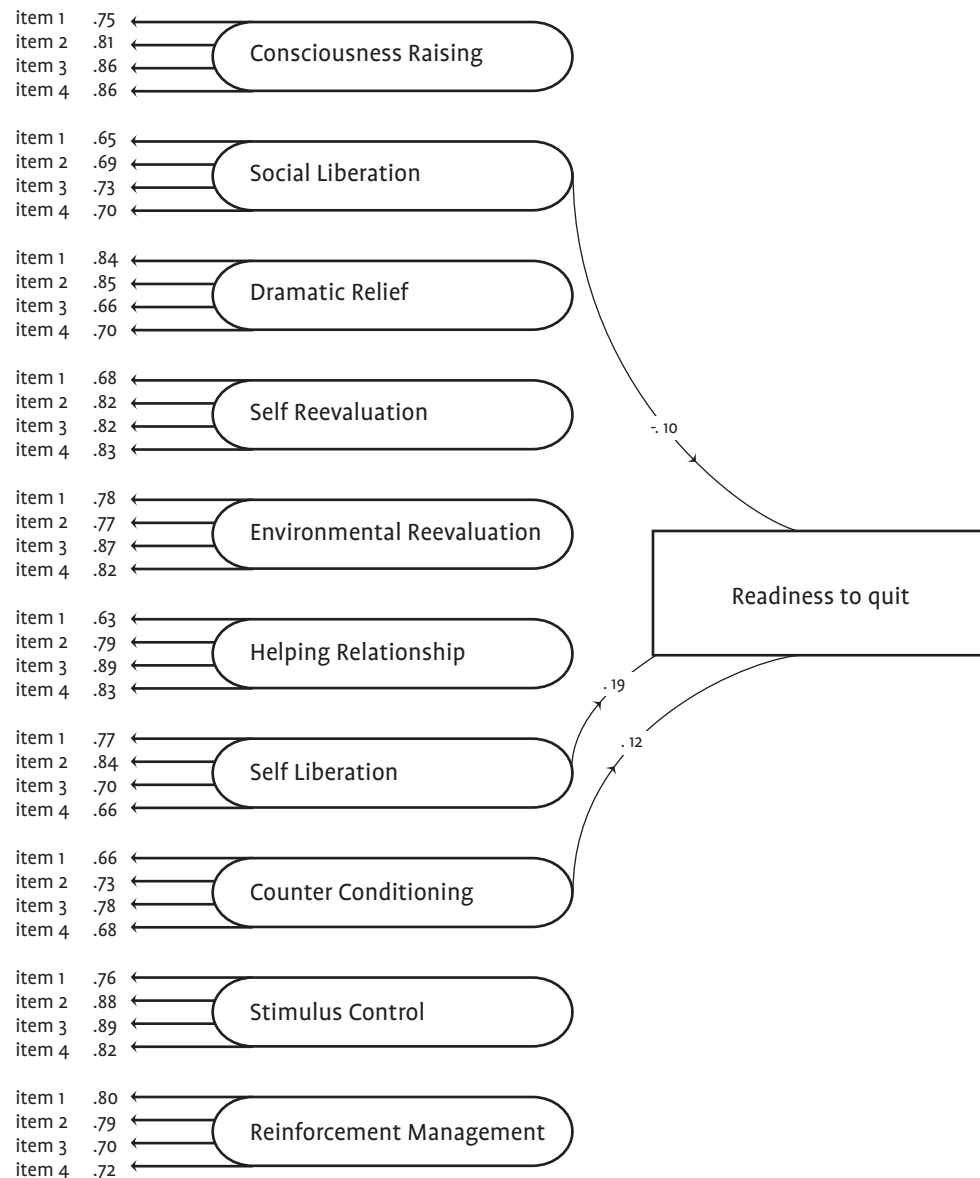 item 1 .75
item 2 .81
item 3 .86
item 4 .86
Consciousness Raising
item 1 .65
item 2 .69
item 3 .73
item 4 .70
Social Liberation
item 1 .84
item 2 .85
item 3 .66
item 4 .70
Dramatic Relief
item 1 .68
item 2 .82
item 3 .82
item 4 .83
Self Reevaluation
-. 10
item 1 .78
item 2 .77
item 3 .87
item 4 .82
Environmental Reevaluation
Readiness to quit
item 1 .63
item 2 .79
item 3 .89
item 4 .83
Helping Relationship
. 19
item 1 .77
item 2 .84
item 3 .70
item 4 .66
Self Liberation
. 12
item 1 .66
item 2 .73
item 3 .78
item 4 .68
Counter Conditioning
item 1 .76
item 2 .88
item 3 .89
item 4 .82
Stimulus Control
item 1 .80
item 2 .79
item 3 .70
item 4 .72
Reinforcement Management